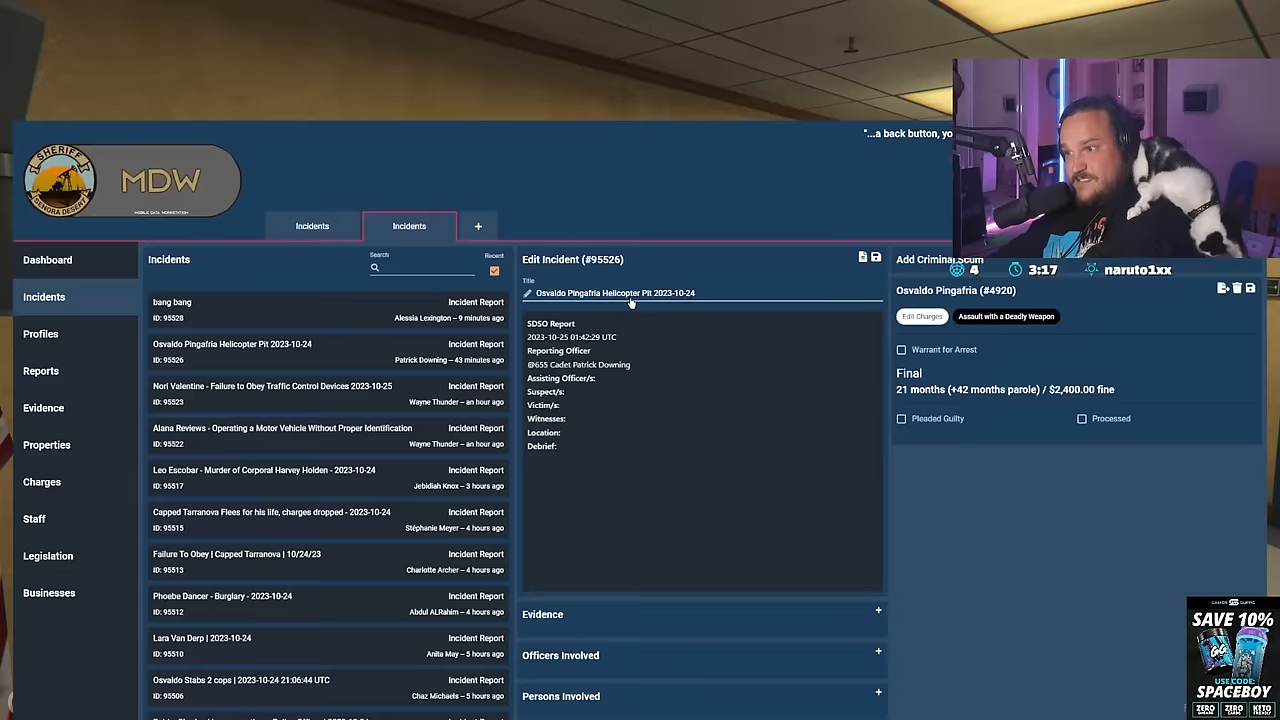 "...a back button, yo
SHERIFF
SENORA DESERT
MDW
MOBILE DATA WORKSTATION
Incidents
Incidents
+
Dashboard
Incidents
Profiles
Reports
Evidence
Properties
Charges
Staff
Legislation
Businesses
Incidents
Search
Recent
bang bang Incident Report
ID: 95528 Alessia Lexington – 9 minutes ago
Osvaldo Pingafria Helicopter Pit 2023-10-24 Incident Report
ID: 95526 Patrick Downing – 43 minutes ago
Nori Valentine - Failure to Obey Traffic Control Devices 2023-10-25 Incident Report
ID: 95523 Wayne Thunder – an hour ago
Alana Reviews - Operating a Motor Vehicle Without Proper Identification Incident Report
ID: 95522 Wayne Thunder – an hour ago
Leo Escobar - Murder of Corporal Harvey Holden - 2023-10-24 Incident Report
ID: 95517 Jebidiah Knox – 3 hours ago
Capped Tarranova Flees for his life, charges dropped - 2023-10-24 Incident Report
ID: 95515 Stéphanie Meyer – 4 hours ago
Failure To Obey | Capped Tarranova | 10/24/23 Incident Report
ID: 95513 Charlotte Archer – 4 hours ago
Phoebe Dancer - Burglary - 2023-10-24 Incident Report
ID: 95512 Abdul ALRahim – 4 hours ago
Lara Van Derp | 2023-10-24 Incident Report
ID: 95510 Anita May – 5 hours ago
Osvaldo Stabs 2 cops | 2023-10-24 21:06:44 UTC Incident Report
ID: 95506 Chaz Michaels – 5 hours ago
Edit Incident (#95526)
Title
Osvaldo Pingafria Helicopter Pit 2023-10-24
SDSO Report
2023-10-25 01:42:29 UTC
Reporting Officer
@655 Cadet Patrick Downing
Assisting Officer/s:
Suspect/s:
Victim/s:
Witnesses:
Location:
Debrief:
Evidence +
Officers Involved +
Persons Involved +
Add Criminal Scum
4 3:17 naruto1xx
Osvaldo Pingafria (#4920)
Edit Charges Assault with a Deadly Weapon
Warrant for Arrest
Final
21 months (+42 months parole) / $2,400.00 fine
Pleaded Guilty Processed
GAMER SUPPS
SAVE 10%
GG
USE CODE:
SPACEBOY
ZERO
ZERO
KETO